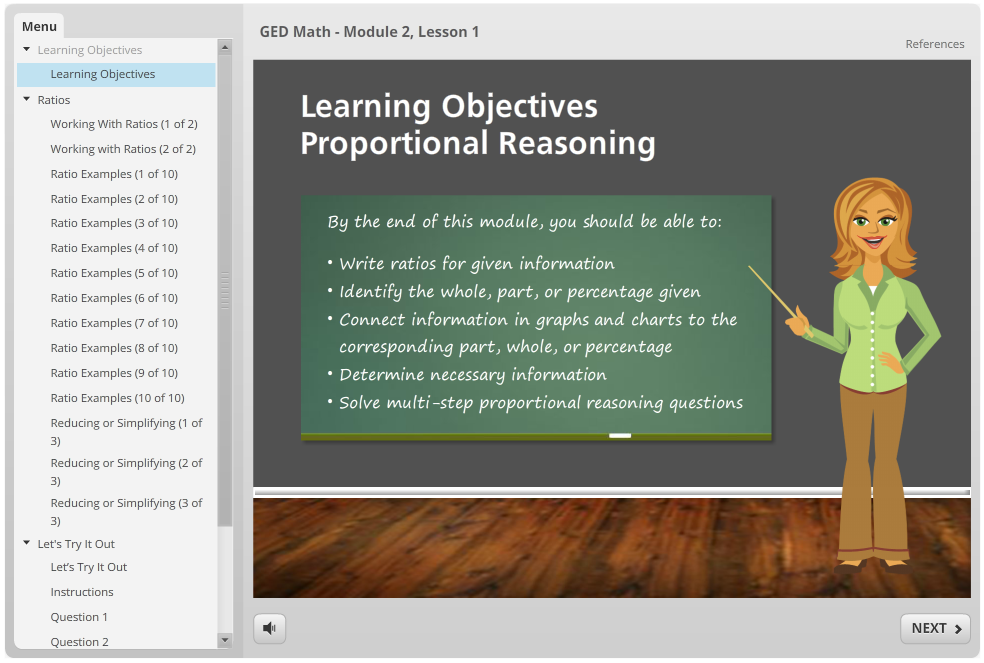 Menu
Learning Objectives
Learning Objectives
Ratios
Working With Ratios (1 of 2)
Working with Ratios (2 of 2)
Ratio Examples (1 of 10)
Ratio Examples (2 of 10)
Ratio Examples (3 of 10)
Ratio Examples (4 of 10)
Ratio Examples (5 of 10)
Ratio Examples (6 of 10)
Ratio Examples (7 of 10)
Ratio Examples (8 of 10)
Ratio Examples (9 of 10)
Ratio Examples (10 of 10)
Reducing or Simplifying (1 of
3)
Reducing or Simplifying (2 of
3)
Reducing or Simplifying (3 of
3)
Let's Try It Out
Let's Try It Out
Instructions
Question 1
Question 2
GED Math - Module 2, Lesson 1
References
Learning Objectives
Proportional Reasoning
By the end of this module, you should be able to:
• Write ratios for given information
• Identify the whole, part, or percentage given
• Connect information in graphs and charts to the
corresponding part, whole, or percentage
• Determine necessary information
• Solve multi-step proportional reasoning questions
NEXT